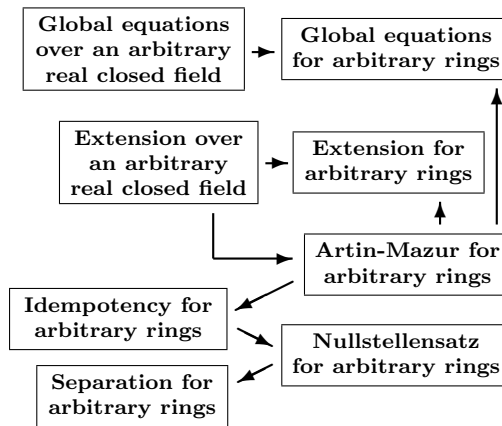 Global equations
over an arbitrary
real closed field
Global equations
for arbitrary rings
Extension over
an arbitrary
real closed field
Extension for
arbitrary rings
Artin-Mazur for
arbitrary rings
Idempotency for
arbitrary rings
Nullstellensatz
for arbitrary rings
Separation for
arbitrary rings